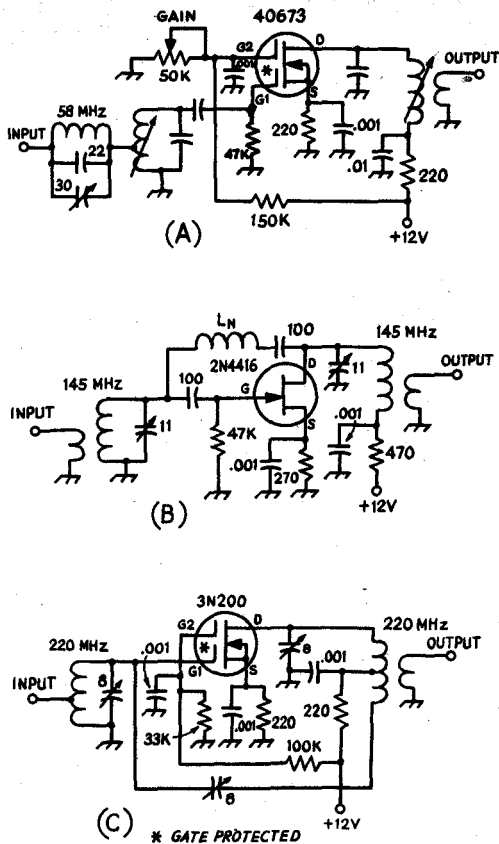 40673
GAIN
G2
D
OUTPUT
*
.001
50K
S
G1
58 MHz
INPUT
22
47K
220
.001
.01
220
30
150K
(A)
+12V
LN
100
2N4416
D
145 MHz
11
OUTPUT
145 MHz
100
G
INPUT
11
S
.001
47K
.001
270
470
(B)
+12V
3N200
G2
D
220 MHz
220 MHz
*
OUTPUT
.001
G1
S
8
.001
INPUT
8
220
.001
220
33K
100K
8
(C)
+12V
* GATE PROTECTED